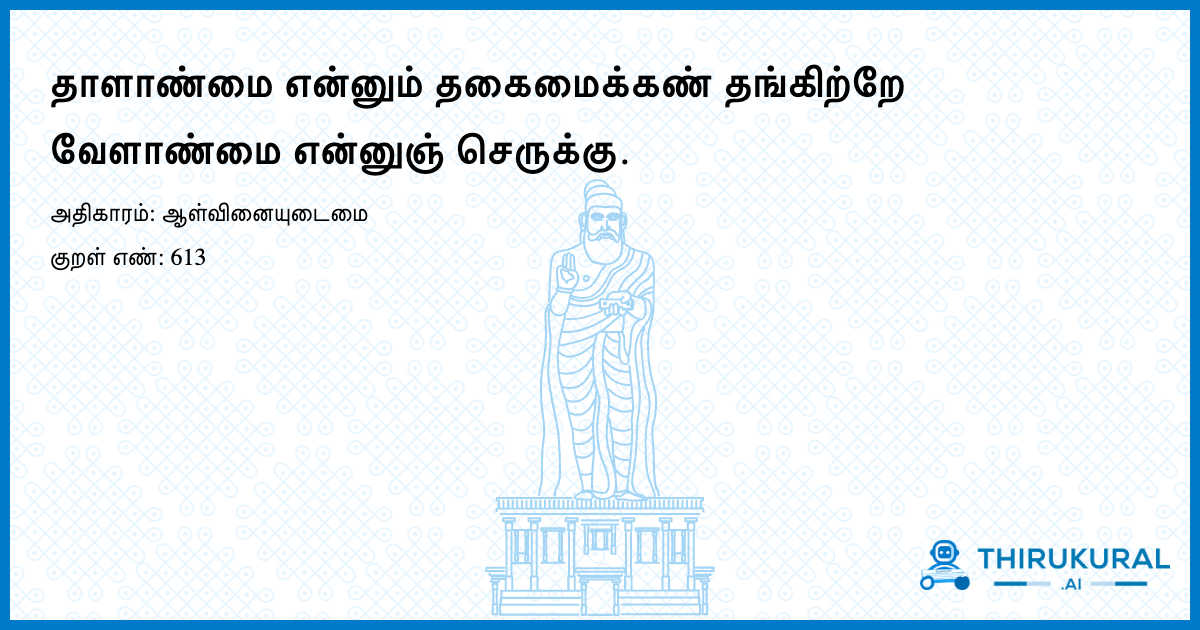 தாளாண்மை என்னும் தகைமைக்கண் தங்கிற்றே
வேளாண்மை என்னுஞ் செருக்கு.
அதிகாரம்: ஆள்வினையுடைமை
குறள் எண்: 613
THIRUKURAL
.AI